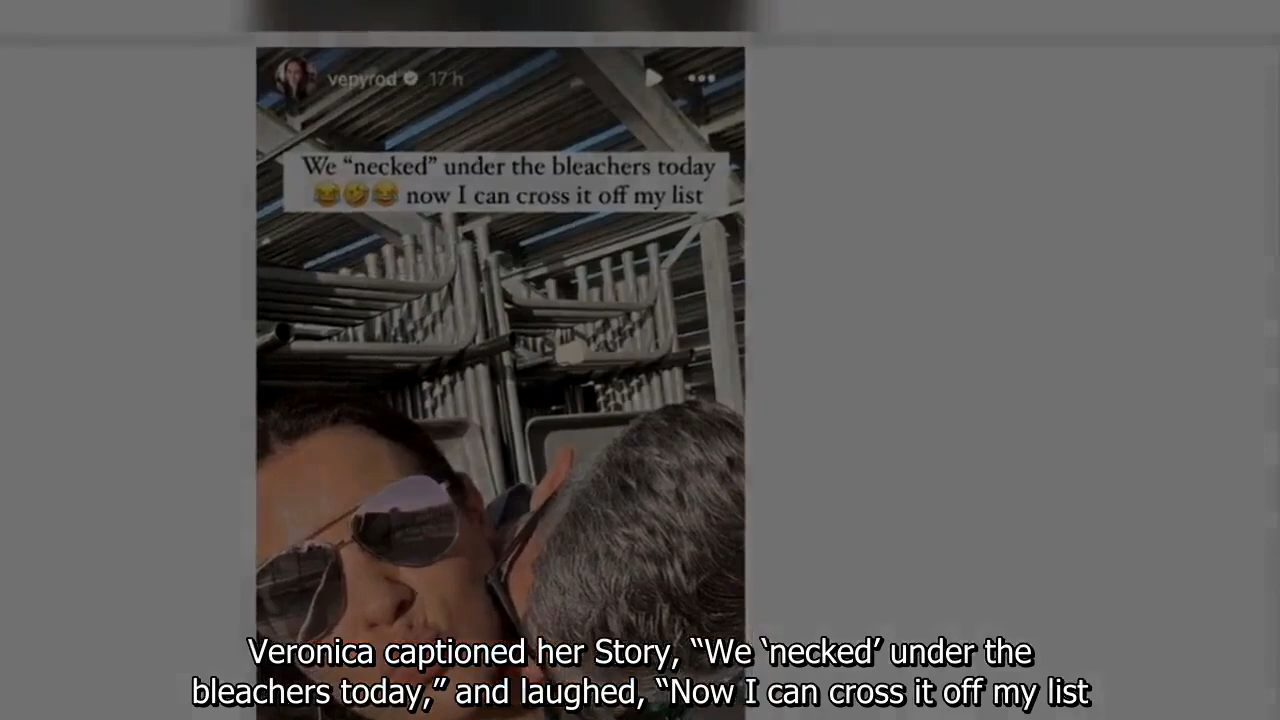 vepyrod 17 h
We “necked” under the bleachers today
😂🤣😂 now I can cross it off my list
Veronica captioned her Story, “We ‘necked’ under the
bleachers today,” and laughed, “Now I can cross it off my list